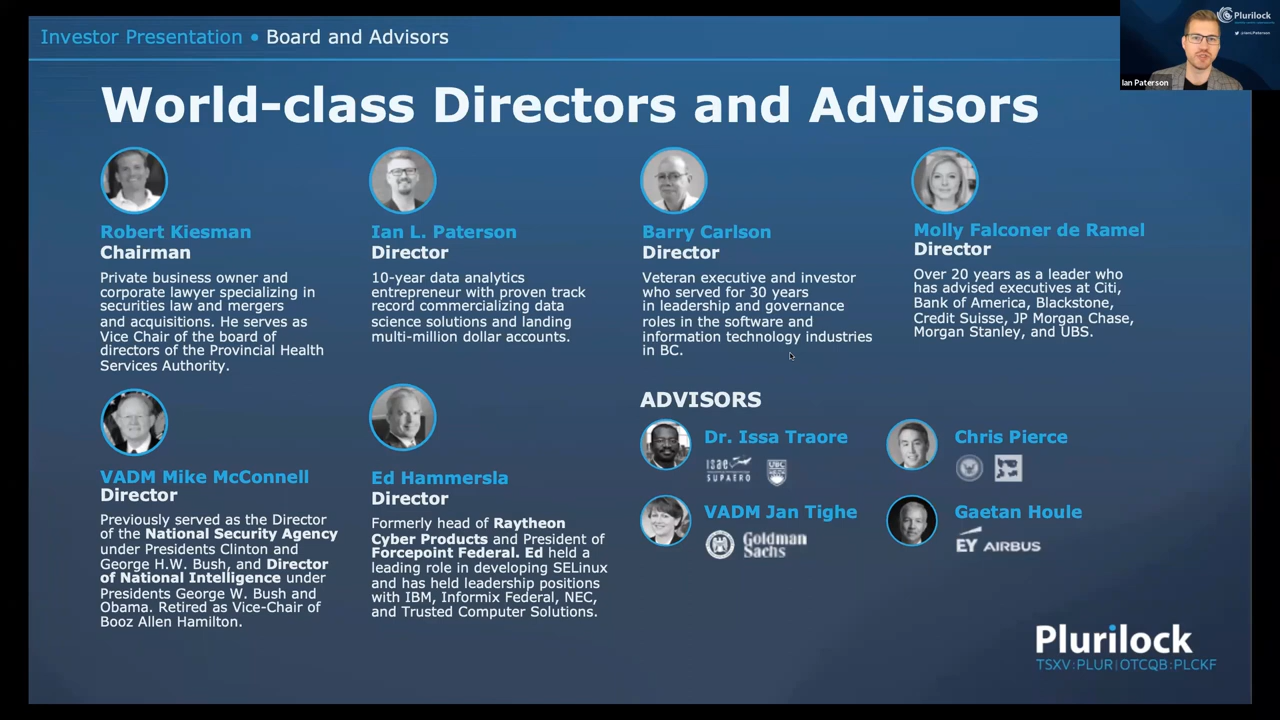 Investor Presentation • Board and Advisors
Plurilock
Ian Paterson
World-class Directors and Advisors
Robert Kiesman
Chairman
Private business owner and
corporate lawyer specializing in
securities law and mergers
and acquisitions. He serves as
Vice Chair of the board of
directors of the Provincial Health
Services Authority.
Ian L. Paterson
Director
10-year data analytics
entrepreneur with proven track
record commercializing data
science solutions and landing
multi-million dollar accounts.
Barry Carlson
Director
Veteran executive and investor
who served for 30 years
in leadership and governance
roles in the software and
information technology industries
in BC.
Molly Falconer de Ramel
Director
Over 20 years as a leader who
has advised executives at Citi,
Bank of America, Blackstone,
Credit Suisse, JP Morgan Chase,
Morgan Stanley, and UBS.
VADM Mike McConnell
Director
Previously served as the Director
of the National Security Agency
under Presidents Clinton and
George H.W. Bush, and Director
of National Intelligence under
Presidents George W. Bush and
Obama. Retired as Vice-Chair of
Booz Allen Hamilton.
Ed Hammersla
Director
Formerly head of Raytheon
Cyber Products and President of
Forcepoint Federal. Ed held a
leading role in developing SELinux
and has held leadership positions
with IBM, Informix Federal, NEC,
and Trusted Computer Solutions.
ADVISORS
Dr. Issa Traore
isae
SUPAERO
UBC
Chris Pierce
VADM Jan Tighe
Goldman
Sachs
Gaetan Houle
EY AIRBUS
Plurilock
TSXV:PLUR|OTCQB:PLCKF